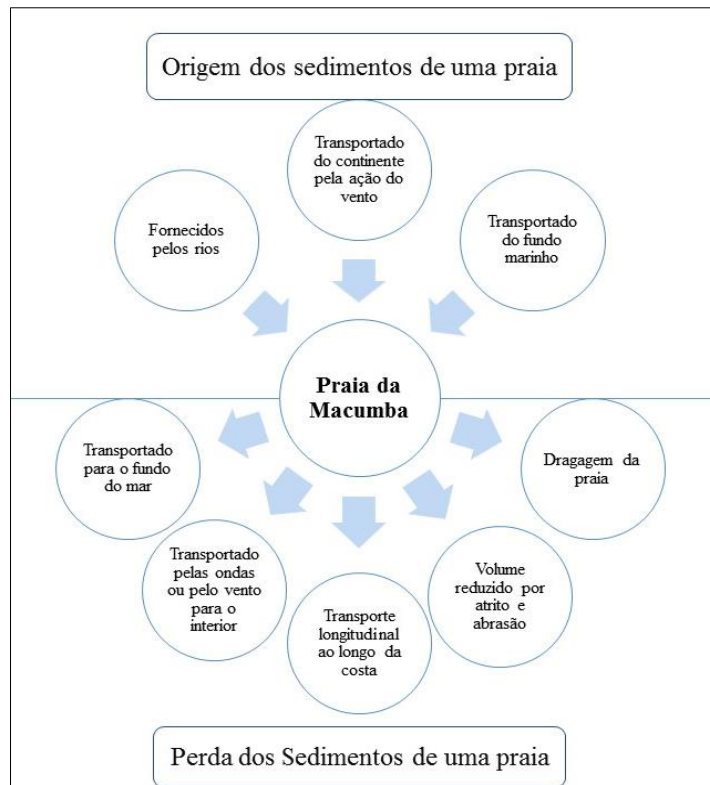 Origem dos sedimentos de uma praia
Transportado
do continente
pela ação do
vento
Fornecidos
pelos rios
Transportado
do fundo
marinho
Praia da
Macumba
Transportado
para o fundo
do mar
Dragagem da
praia
Transportado
pelas ondas
ou pelo vento
para o
interior
Volume
reduzido por
atrito e
abrasão
Transporte
longitudinal
ao longo da
costa
Perda dos Sedimentos de uma praia